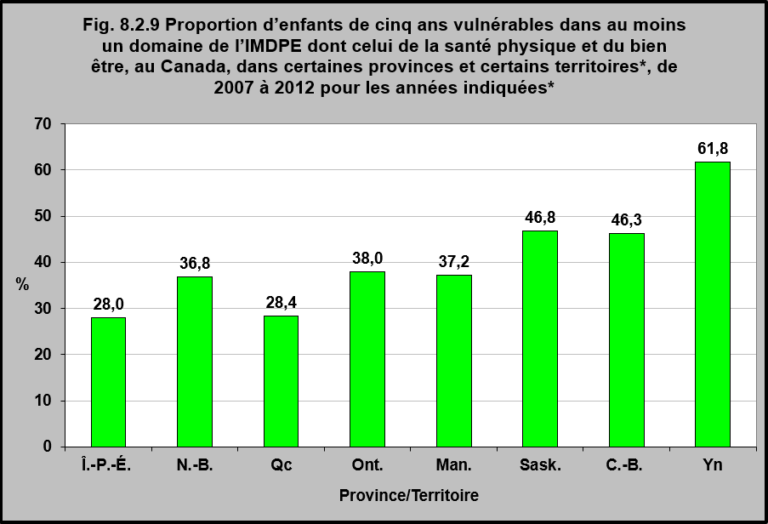 Fig. 8.2.9 Proportion d’enfants de cinq ans vulnérables dans au moins
un domaine de l’IMDPE dont celui de la santé physique et du bien
être, au Canada, dans certaines provinces et certains territoires*, de
2007 à 2012 pour les années indiquées*
70
60
50
40
30
20
10
0
%
28,0
36,8
28,4
38,0
37,2
46,8
46,3
61,8
Î.-P.-É.
N.-B.
Qc
Ont.
Man.
Sask.
C.-B.
Yn
Province/Territoire